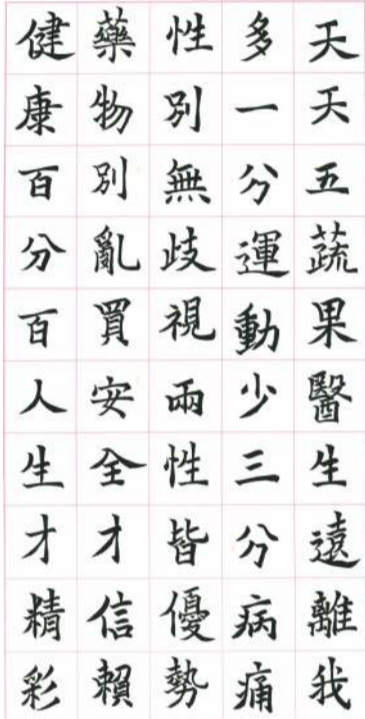 天天五蔬果醫生遠離我
多一分運動少三分病痛
性別無歧視兩性皆優勢
藥物別亂買安全才信賴
健康百分百人生才精彩